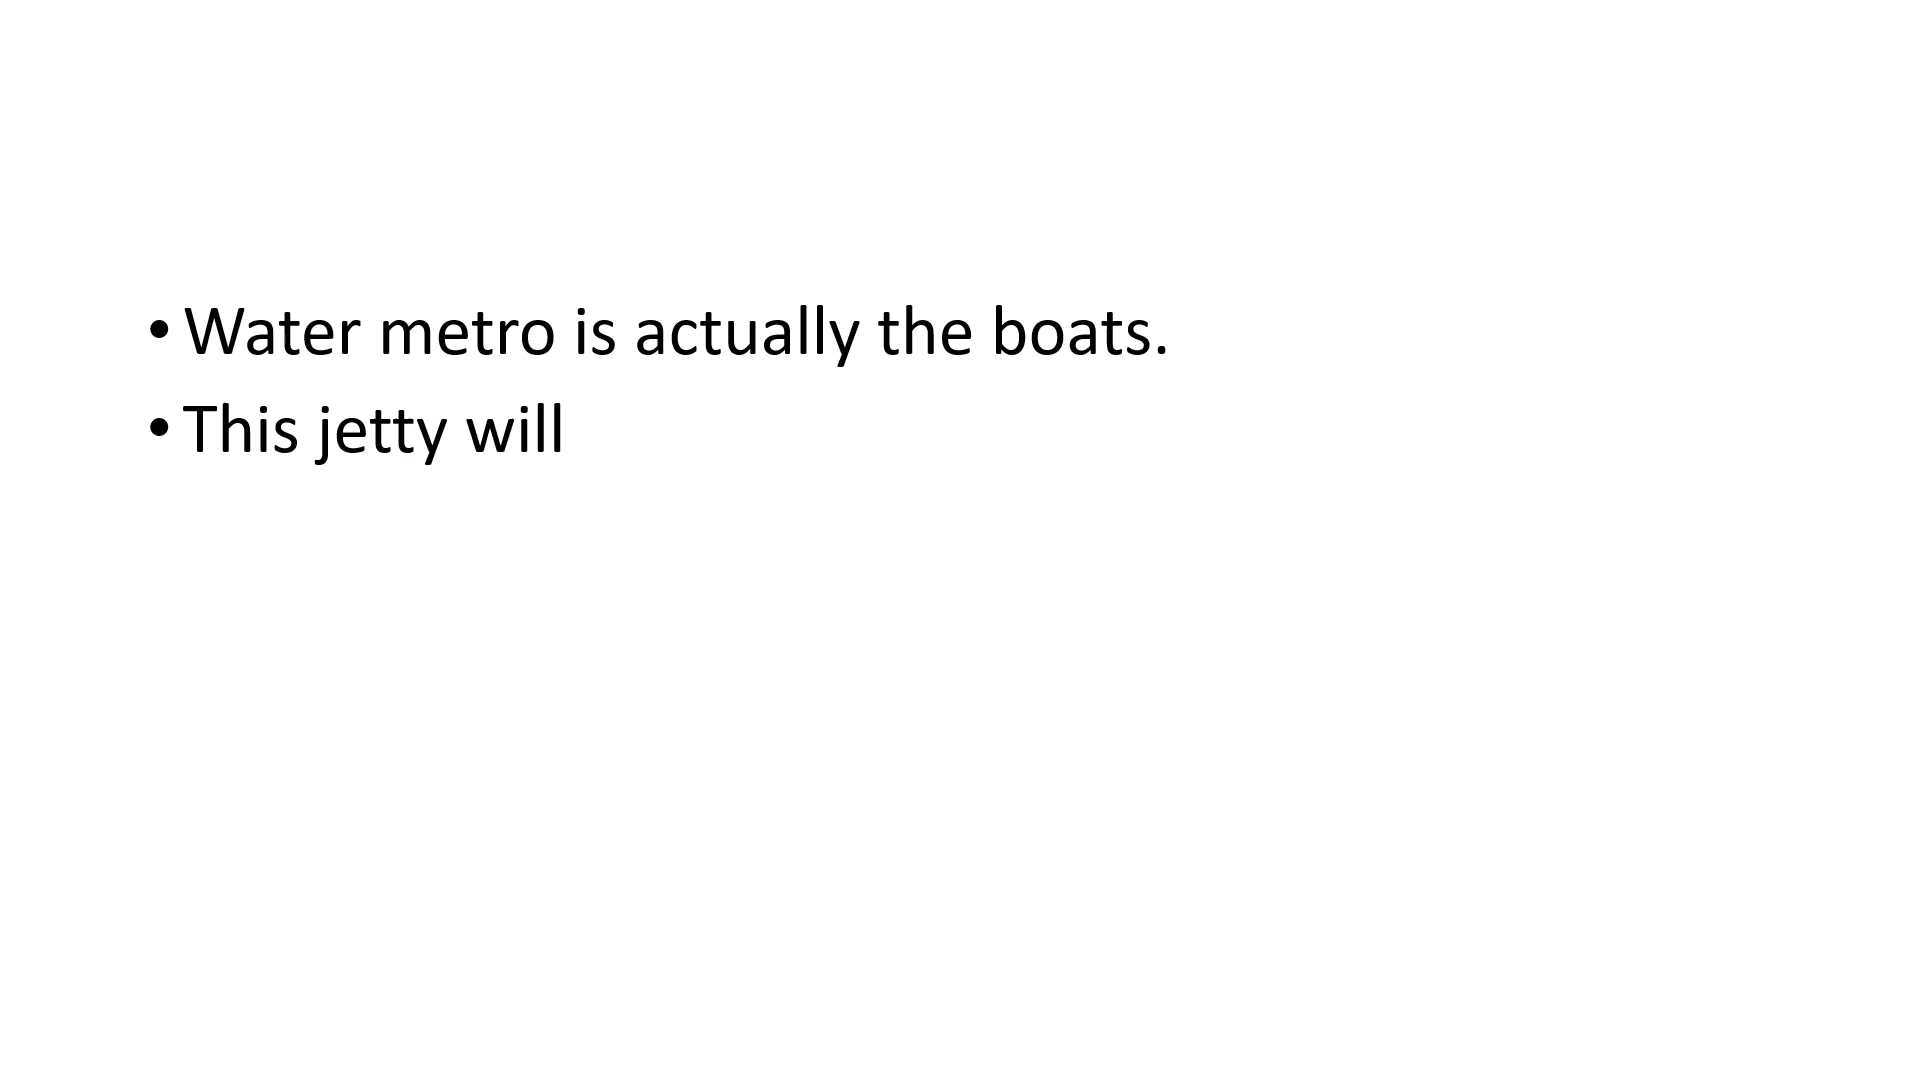 • Water metro is actually the boats.
• This jetty will